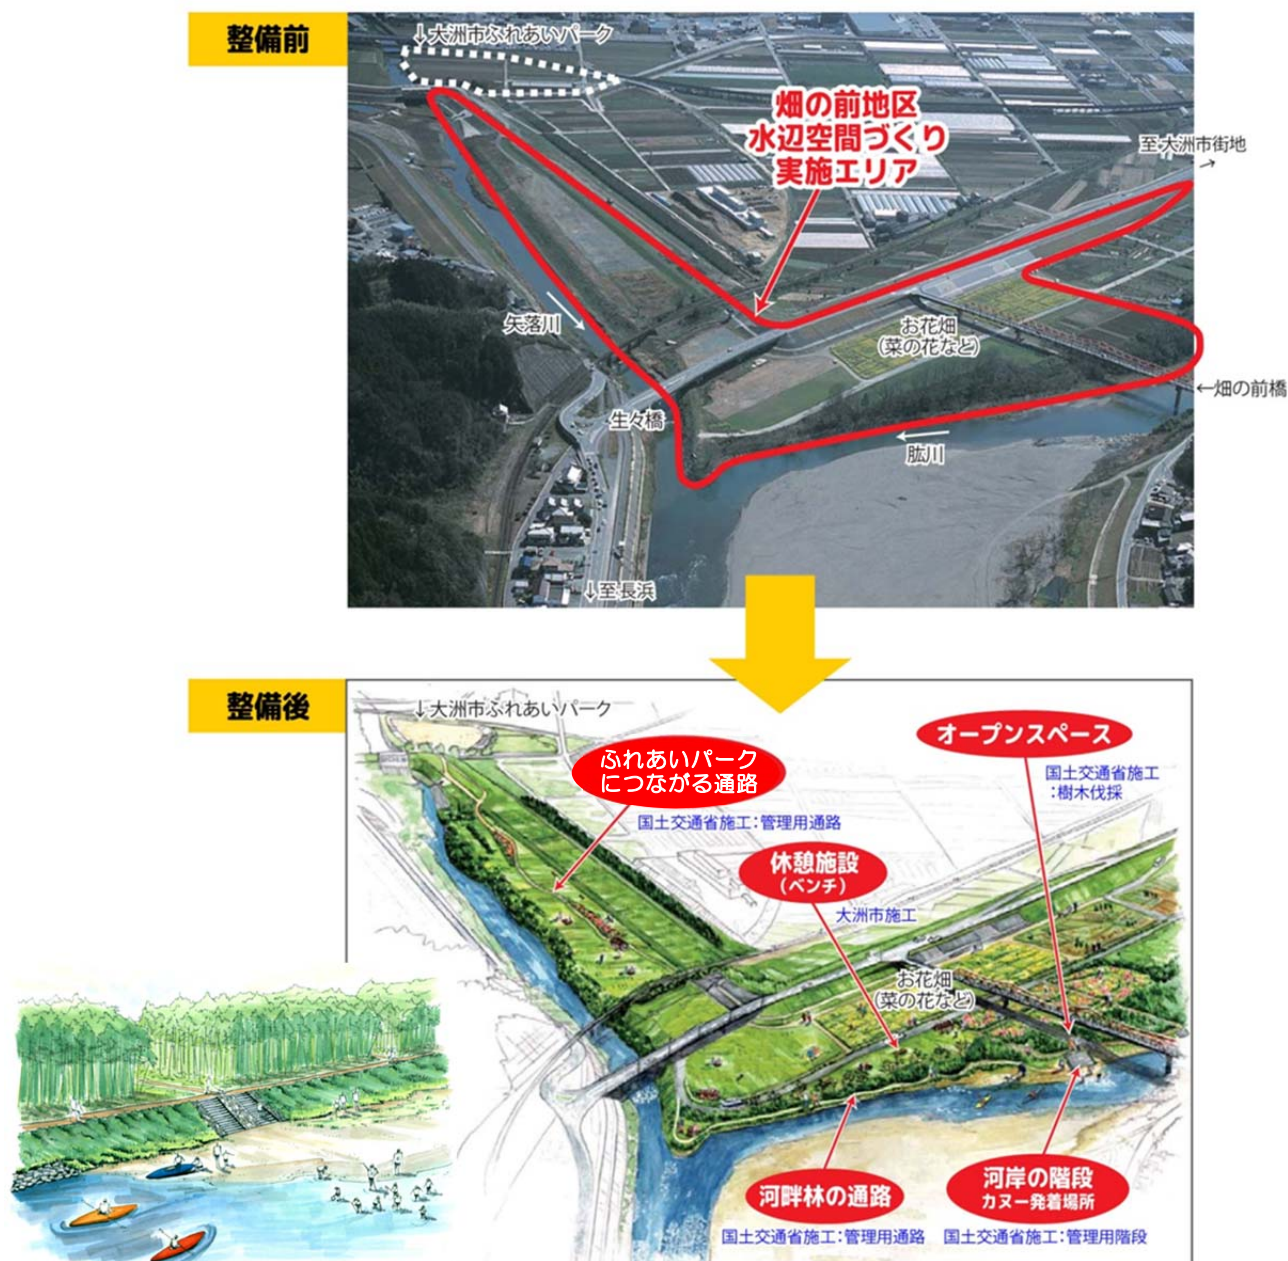 整備前
↓大洲市ふれあいパーク
畑の前地区
水辺空間づくり
実施エリア
至大洲市街地
→
矢落川
お花畑
(菜の花など)
←畑の前橋
生々橋
肱川
↓至長浜
整備後
↓大洲市ふれあいパーク
オープンスペース
ふれあいパーク
につながる通路
国土交通省施工
:樹木伐採
国土交通省施工:管理用通路
休憩施設
(ベンチ)
大洲市施工
お花畑
(菜の花など)
河畔林の通路
河岸の階段
カヌー発着場所
国土交通省施工:管理用通路
国土交通省施工:管理用階段